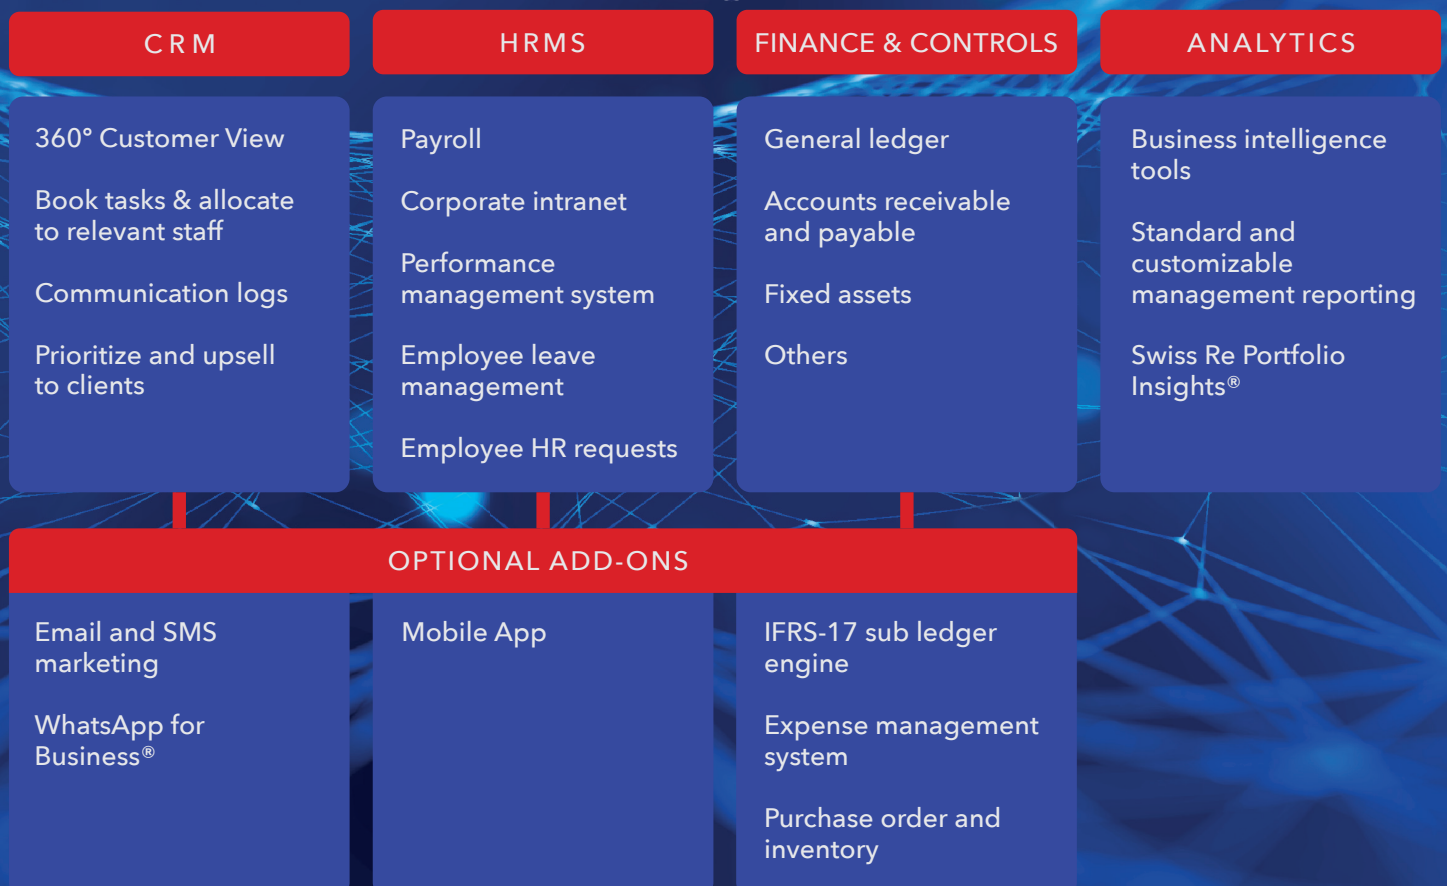 CRM
360° Customer View
Book tasks & allocate
to relevant staff
Communication logs
Prioritize and upsell
to clients
HRMS
Payroll
Corporate intranet
Performance
management system
Employee leave
management
Employee HR requests
FINANCE & CONTROLS
General ledger
Accounts receivable
and payable
Fixed assets
Others
ANALYTICS
Business intelligence
tools
Standard and
customizable
management reporting
Swiss Re Portfolio
Insights®
OPTIONAL ADD-ONS
Email and SMS
marketing
WhatsApp for
Business®
Mobile App
IFRS-17 sub ledger
engine
Expense management
system
Purchase order and
inventory